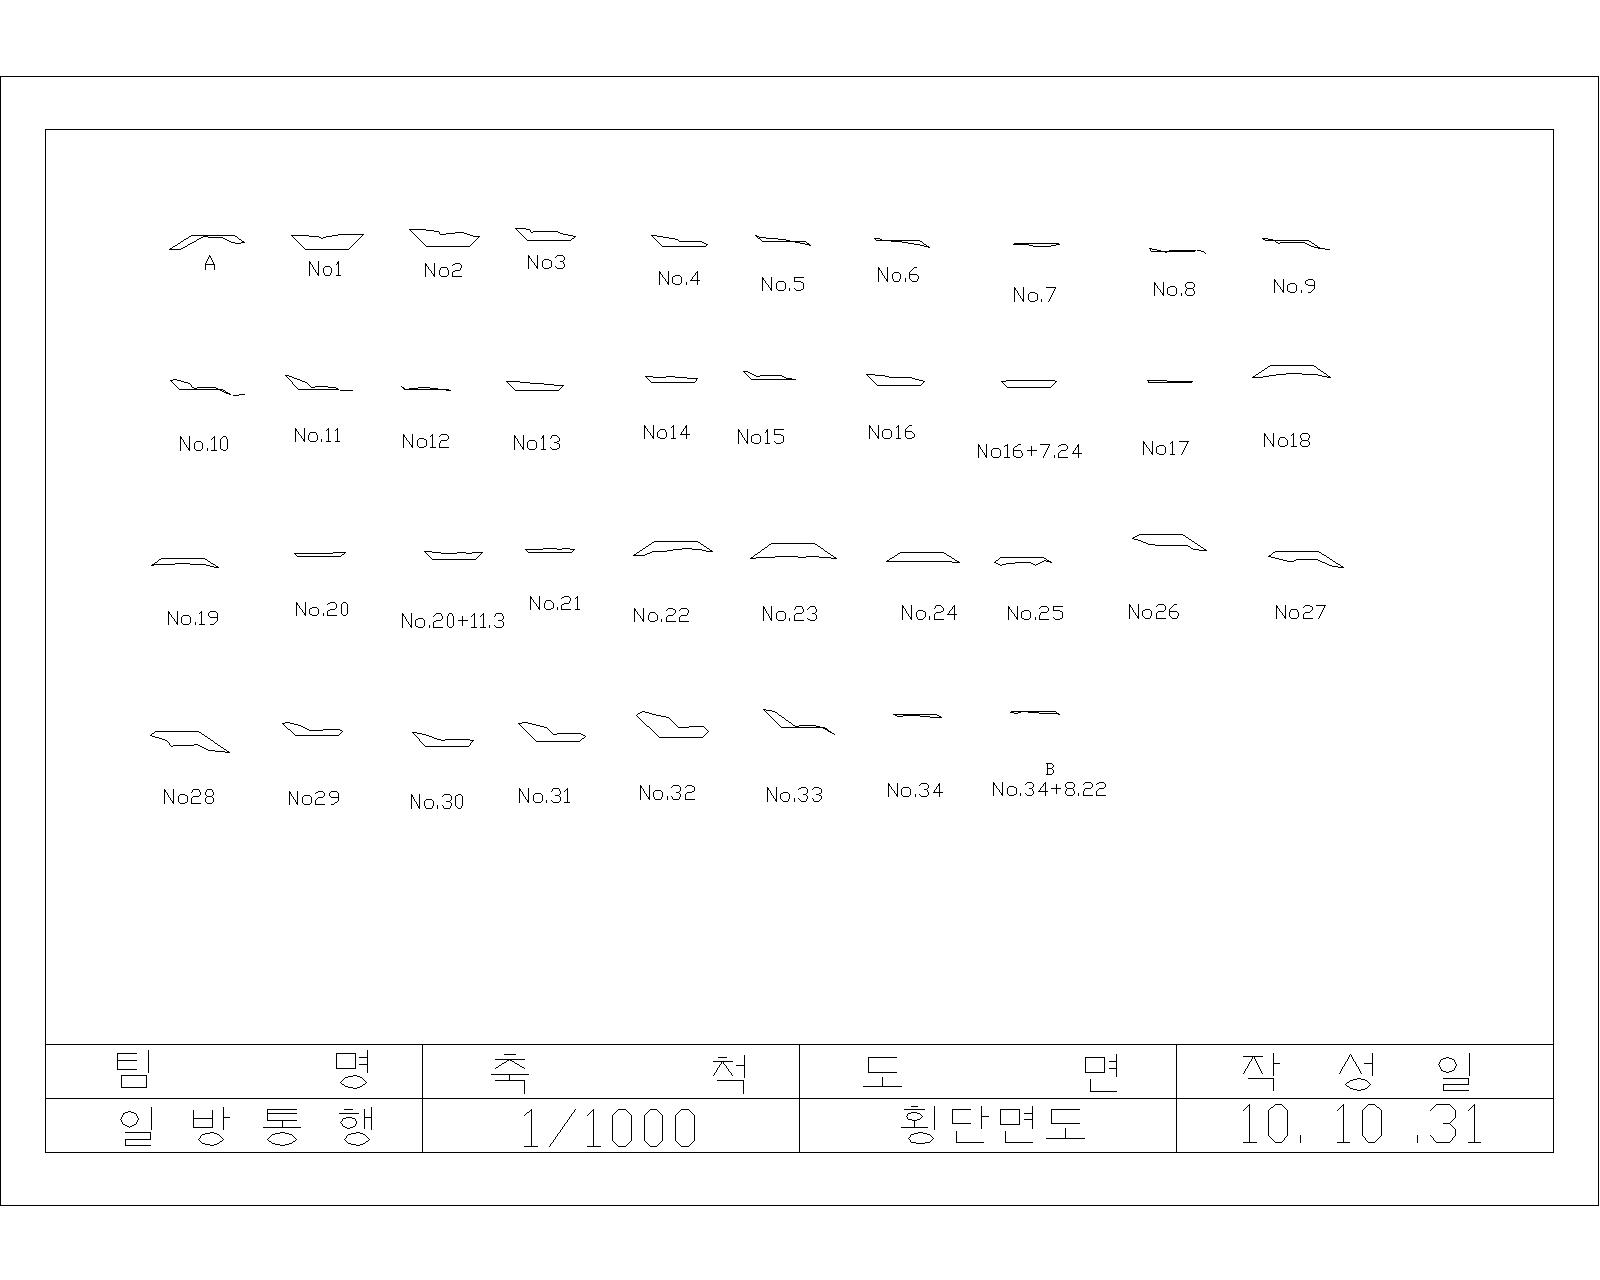 A No1 No2 No3 No.4 No.5 No.6 No.7 No.8 No.9
No.10 No.11 No12 No13 No14 No15 No16 No16+7.24 No17 No18
No.19 No.20 No.20+11.3 No.21 No.22 No.23 No.24 No.25 No26 No27
No28 No29 No.30 No.31 No.32 No.33 No.34 B
No.34+8.22
팀 명 축 척 도 면 작 성 일
일 방 통 행 1/1000 횡단면도 10. 10 .31